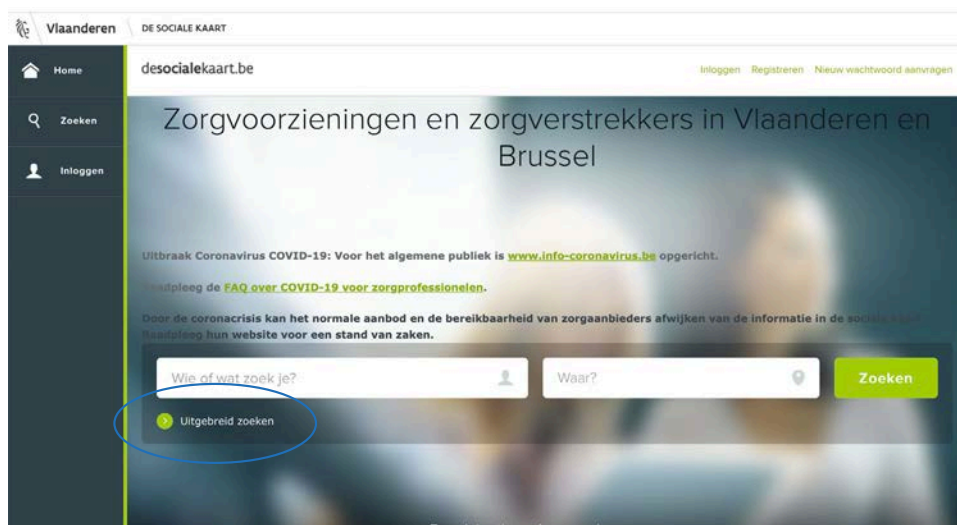 Vlaanderen DE SOCIALE KAART
Home
desocialekaart.be
Inloggen Registreren Nieuw wachtwoord aanvragen
Zoeken
Inloggen
Zorgvoorzieningen en zorgverstrekkers in Vlaanderen en
Brussel
Uitbraak Coronavirus COVID-19: Voor het algemene publiek is www.info-coronavirus.be opgericht.
Raadpleeg de FAQ over COVID-19 voor zorgprofessionelen.
Door de coronacrisis kan het normale aanbod en de bereikbaarheid van zorgaanbieders afwijken van de informatie in de sociale kaart.
Raadpleeg hun website voor een stand van zaken.
Wie of wat zoek je? Waar? Zoeken
Uitgebreid zoeken